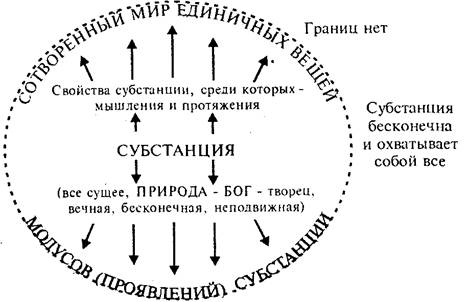 СОТВОРЕННЫЙ МИР ЕДИНИЧНЫХ ВЕЩЕЙ
Границ нет
Свойства субстанции, среди которых -
мышления и протяжения
СУБСТАНЦИЯ
Субстанция
бесконечна
и охватывает
собой все
(все сущее, ПРИРОДА - БОГ - творец,
вечная, бесконечная, неподвижная)
МОДУСОВ (ПРОЯВЛЕНИЙ) СУБСТАНЦИИ